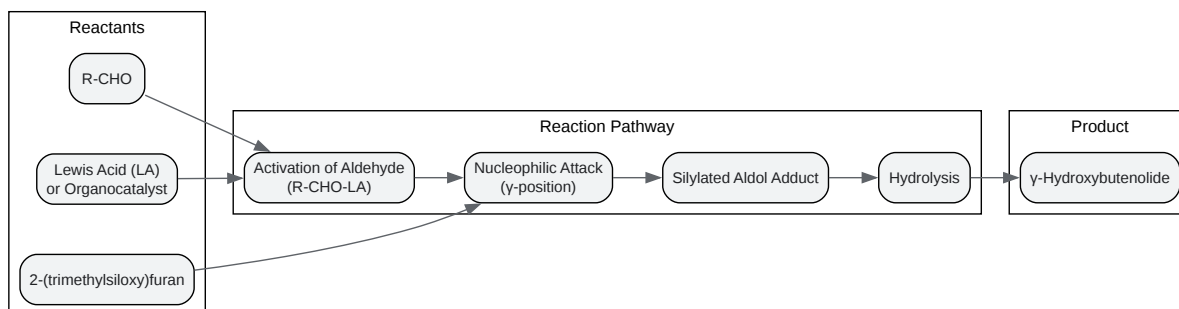 Reactants
R-CHO
Lewis Acid (LA)
or Organocatalyst
2-(trimethylsiloxy)furan
Reaction Pathway
Activation of Aldehyde
(R-CHO-LA)
Nucleophilic Attack
(γ-position)
Silylated Aldol Adduct
Hydrolysis
Product
γ-Hydroxybutenolide